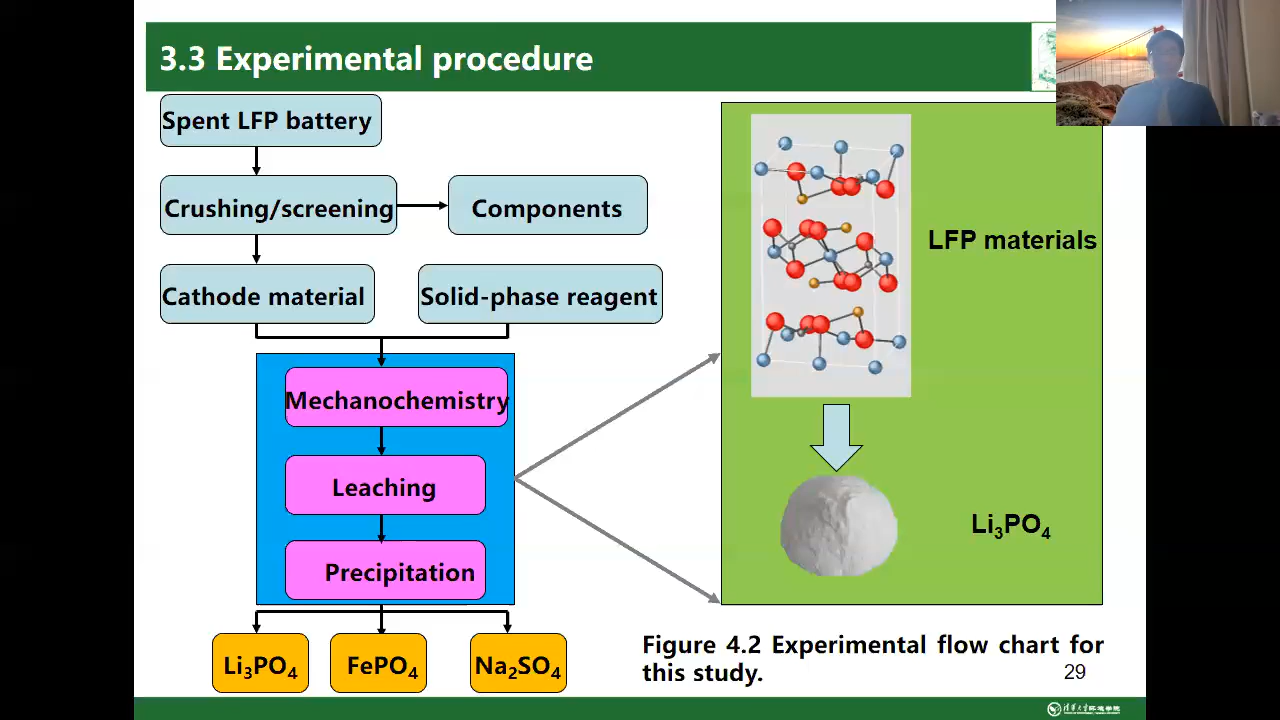 3.3 Experimental procedure
Spent LFP battery
Crushing/screening
Components
Cathode material
Solid-phase reagent
Mechanochemistry
Leaching
Precipitation
Li₃PO₄
FePO₄
Na₂SO₄
LFP materials
Li₃PO₄
Figure 4.2 Experimental flow chart for
this study.
29